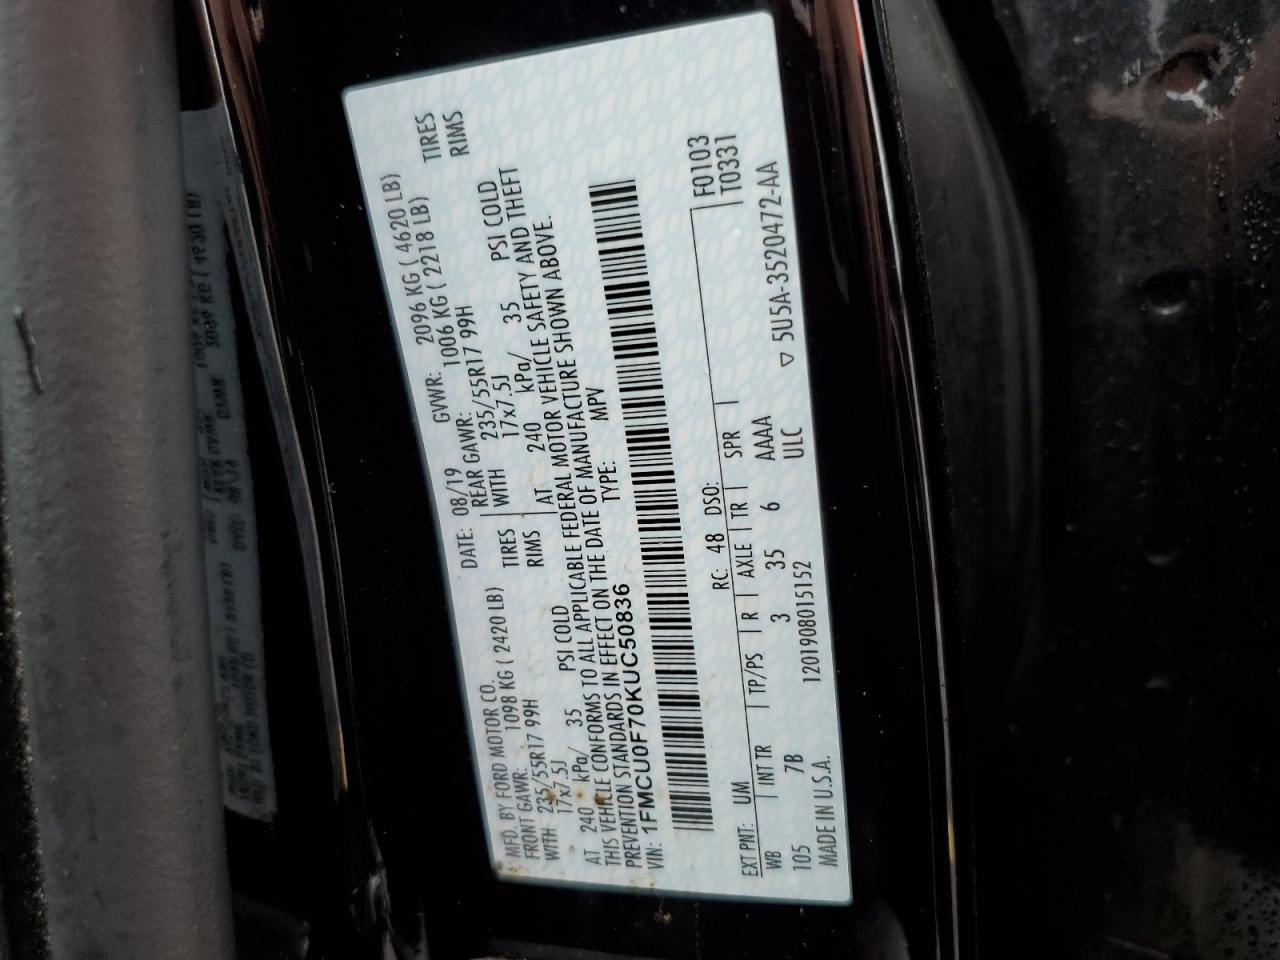 MFD. BY FORD MOTOR CO.
DATE: 08/19 GVWR: 2096 KG ( 4620 LB)
FRONT GAWR: 1098 KG ( 2420 LB) REAR GAWR: 1006 KG ( 2218 LB)
WITH 235/55R17 99H TIRES WITH 235/55R17 99H TIRES
17x7.5J RIMS 17x7.5J RIMS
AT 240 kPa/ 35 PSI COLD AT 240 kPa/ 35 PSI COLD
THIS VEHICLE CONFORMS TO ALL APPLICABLE FEDERAL MOTOR VEHICLE SAFETY AND THEFT
PREVENTION STANDARDS IN EFFECT ON THE DATE OF MANUFACTURE SHOWN ABOVE.
VIN: 1FMCU0F70KUC50836 TYPE: MPV
F0103
T0331
EXT PNT: UM RC: 48 DSO:
WB INT TR TP/PS R AXLE TR SPR
105 7B 3 35 6 AAAA
ULC
MADE IN U.S.A. 1201908015152 ▽ 5U5A-3520472-AA